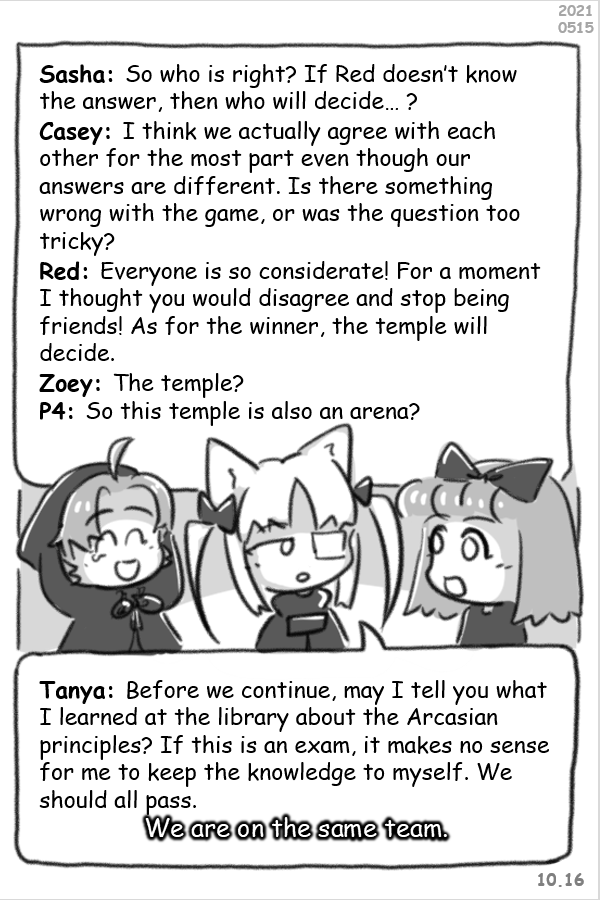 2021
0515
Sasha: So who is right? If Red doesn't know
the answer, then who will decide... ?
Casey: I think we actually agree with each
other for the most part even though our
answers are different. Is there something
wrong with the game, or was the question too
tricky?
Red: Everyone is so considerate! For a moment
I thought you would disagree and stop being
friends! As for the winner, the temple will
decide.
Zoey: The temple?
P4: So this temple is also an arena?
Tanya: Before we continue, may I tell you what
I learned at the library about the Arcasian
principles? If this is an exam, it makes no sense
for me to keep the knowledge to myself. We
should all pass.
We are on the same team.
10.16